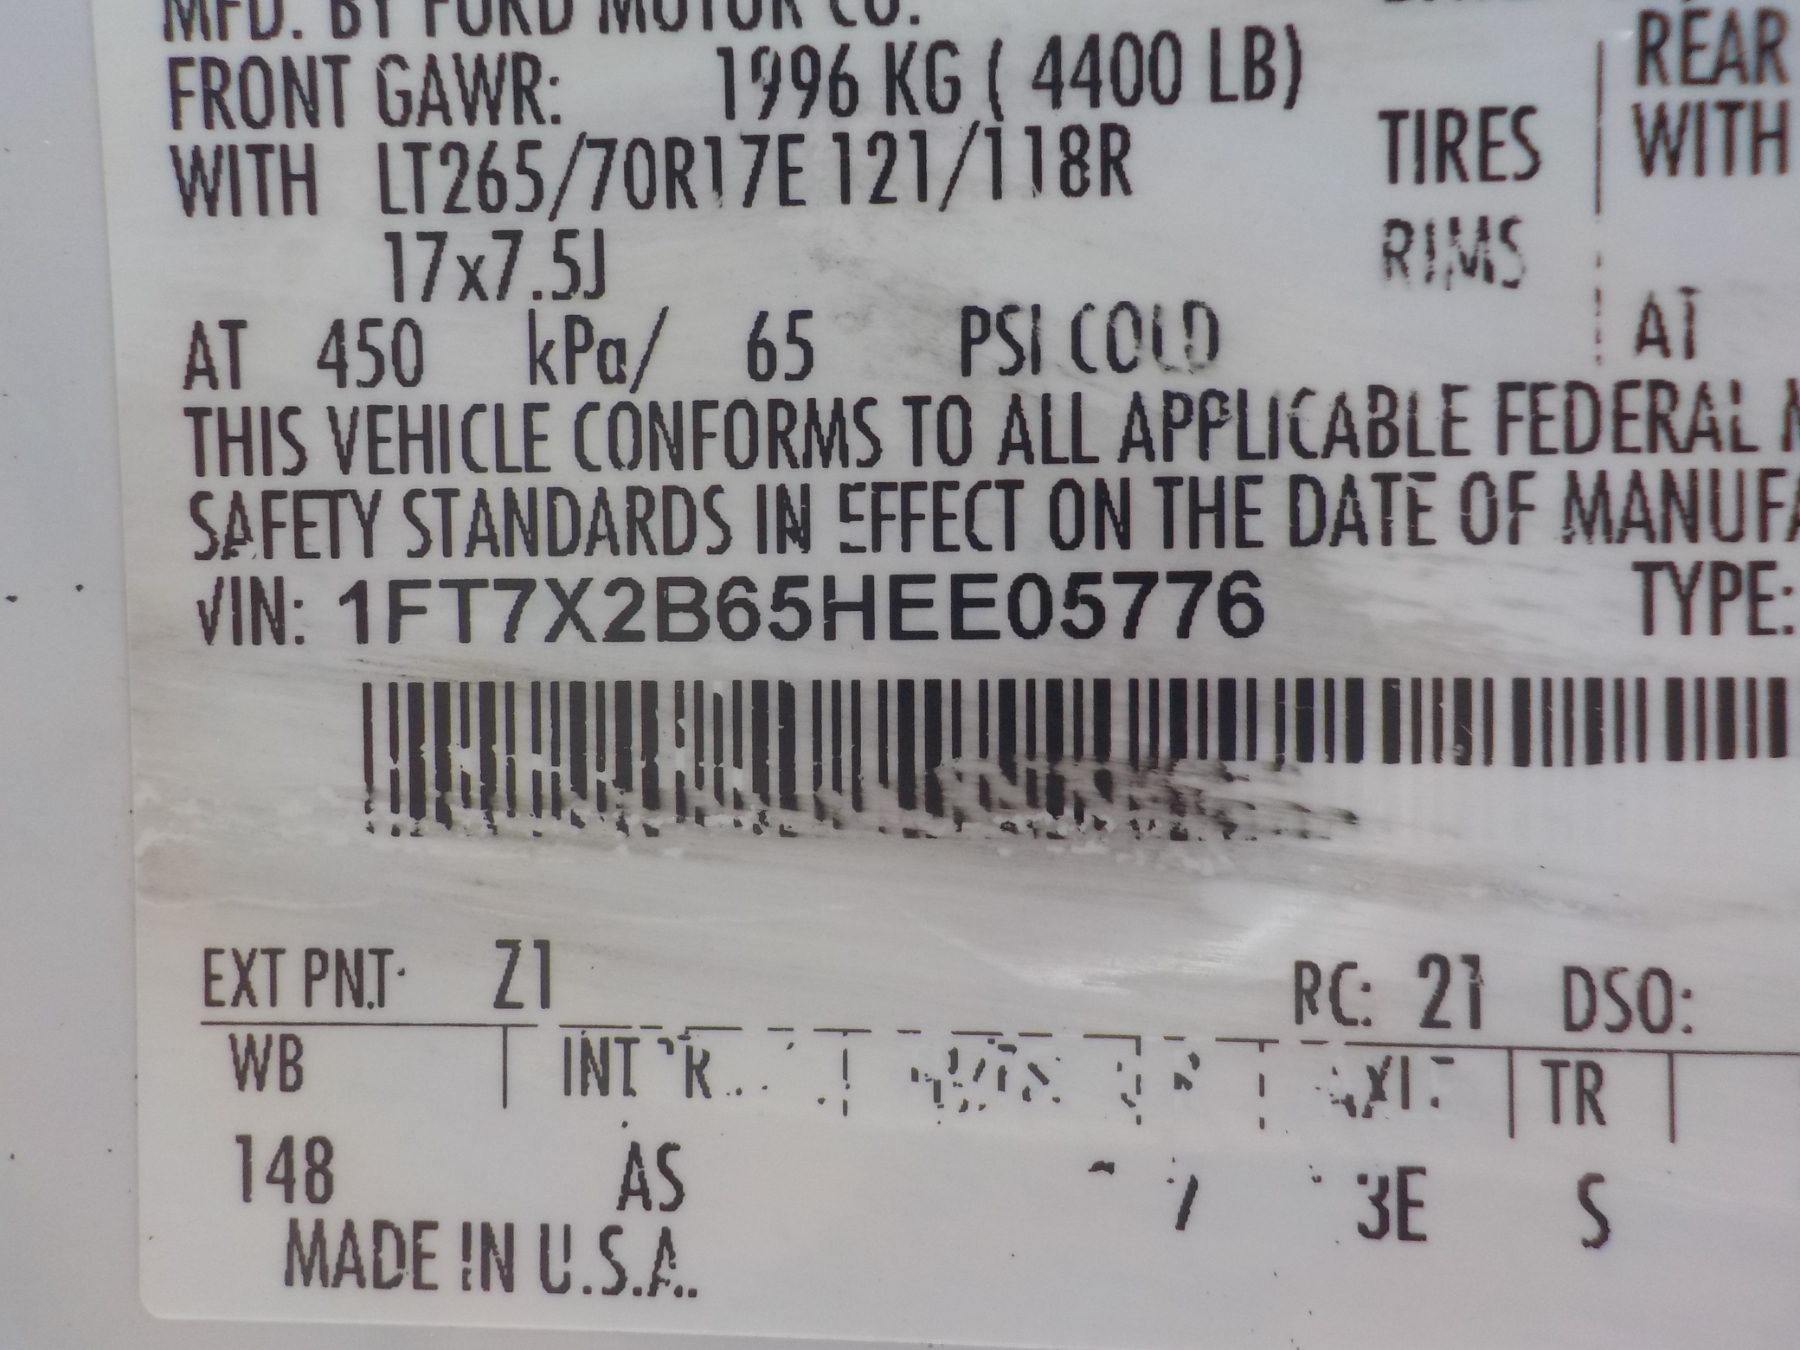 MFD. BY FORD MOTOR CO.
FRONT GAWR: 1996 KG ( 4400 LB)
REAR
WITH LT265/70R17E 121/118R TIRES
WITH
17x7.5J RIMS
AT 450 kPa/ 65 PSI COLD
AT
THIS VEHICLE CONFORMS TO ALL APPLICABLE FEDERAL
SAFETY STANDARDS IN EFFECT ON THE DATE OF MANUFA
VIN: 1FT7X2B65HEE05776
TYPE:
EXT PNT: Z1 RC: 21 DSO:
WB TR
148 AS 3E S
MADE IN U.S.A.